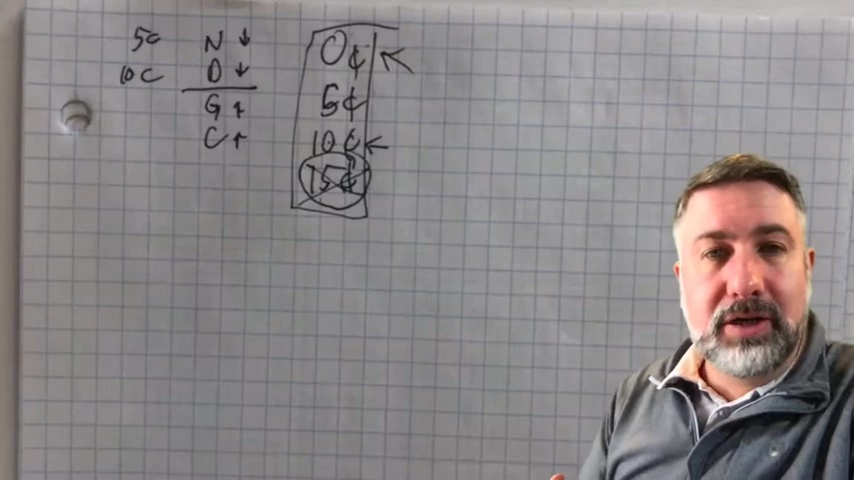 5¢ N ↓
10¢ D ↓
G ↑
C ↑
0¢ ←
5¢
10¢ ←
15¢